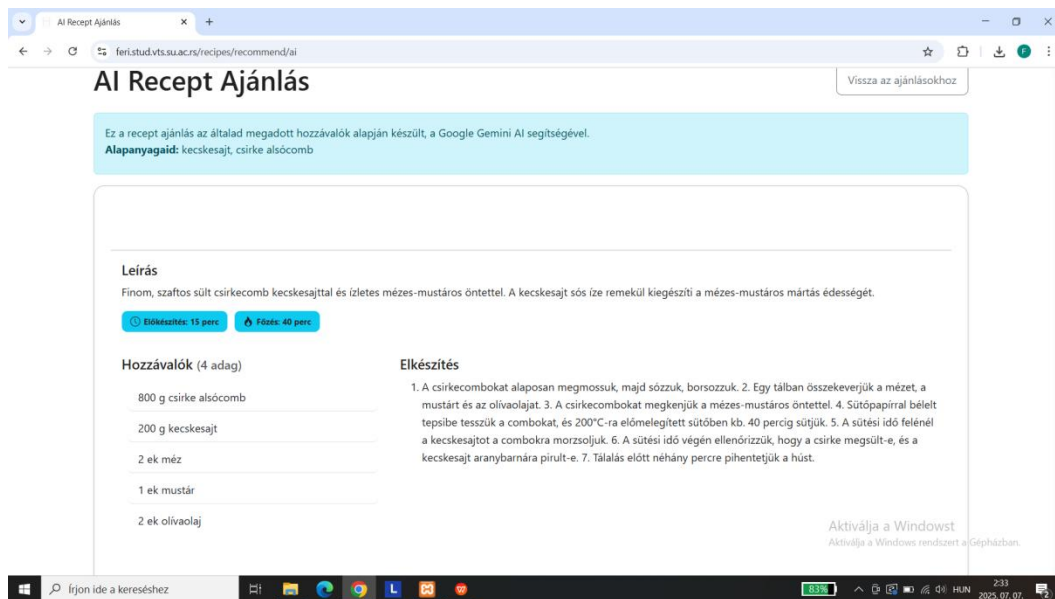 AI Recept Ajánlás
feri.stud.vts.su.ac.rs/recipes/recommend/ai
F
AI Recept Ajánlás
Vissza az ajánlásokhoz
Ez a recept ajánlás az általad megadott hozzávalók alapján készült, a Google Gemini AI segítségével.
Alapanyagaid: kecskesajt, csirke alsócomb
Leírás
Finom, szaftos sült csirkecomb kecskesajttal és ízletes mézes-mustáros öntettel. A kecskesajt sós íze remekül kiegészíti a mézes-mustáros mártás édességét.
Előkészítés: 15 perc
Főzés: 40 perc
Hozzávalók (4 adag)
800 g csirke alsócomb
200 g kecskesajt
2 ek méz
1 ek mustár
2 ek olívaolaj
Elkészítés
1. A csirkecombokat alaposan megmossuk, majd sózzuk, borsozzuk. 2. Egy tálban összekeverjük a mézet, a
mustárt és az olívaolajat. 3. A csirkecombokat megkenjük a mézes-mustáros öntettel. 4. Sütőpapírral bélelt
tepsibe tesszük a combokat, és 200°C-ra előmelegített sütőben kb. 40 percig sütjük. 5. A sütési idő felénél
a kecskesajtot a combokra morzsoljuk. 6. A sütési idő végén ellenőrizzük, hogy a csirke megsült-e, és a
kecskesajt aranybarnára pirult-e. 7. Tálalás előtt néhány percre pihentetjük a húst.
Aktiválja a Windowst
Aktiválja a Windows rendszert a Gépházban.
Írjon ide a kereséshez
L
83%
HUN
2:33
2025. 07. 07.
2